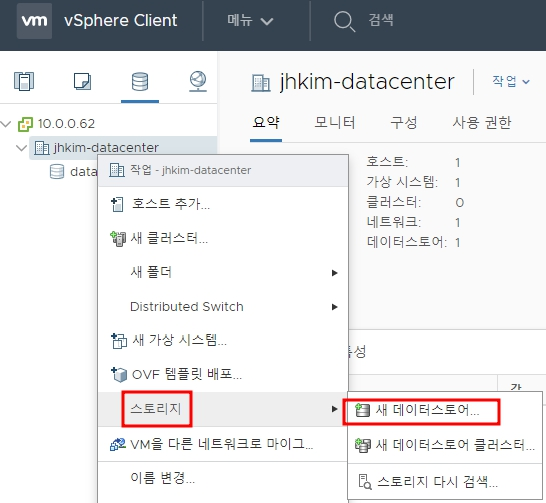 vm vSphere Client 메뉴 검색
jhkim-datacenter 작업
요약 모니터 구성 사용 권한
10.0.0.62
jhkim-datacenter
data
호스트: 1
가상 시스템: 1
클러스터: 0
네트워크: 1
데이터스토어: 1
작업 - jhkim-datacenter
호스트 추가...
새 클러스터...
새 폴더
Distributed Switch
새 가상 시스템...
OVF 템플릿 배포...
스토리지
VM을 다른 네트워크로 마이그...
이름 변경...
특성
값
새 데이터스토어...
새 데이터스토어 클러스터...
스토리지 다시 검색...